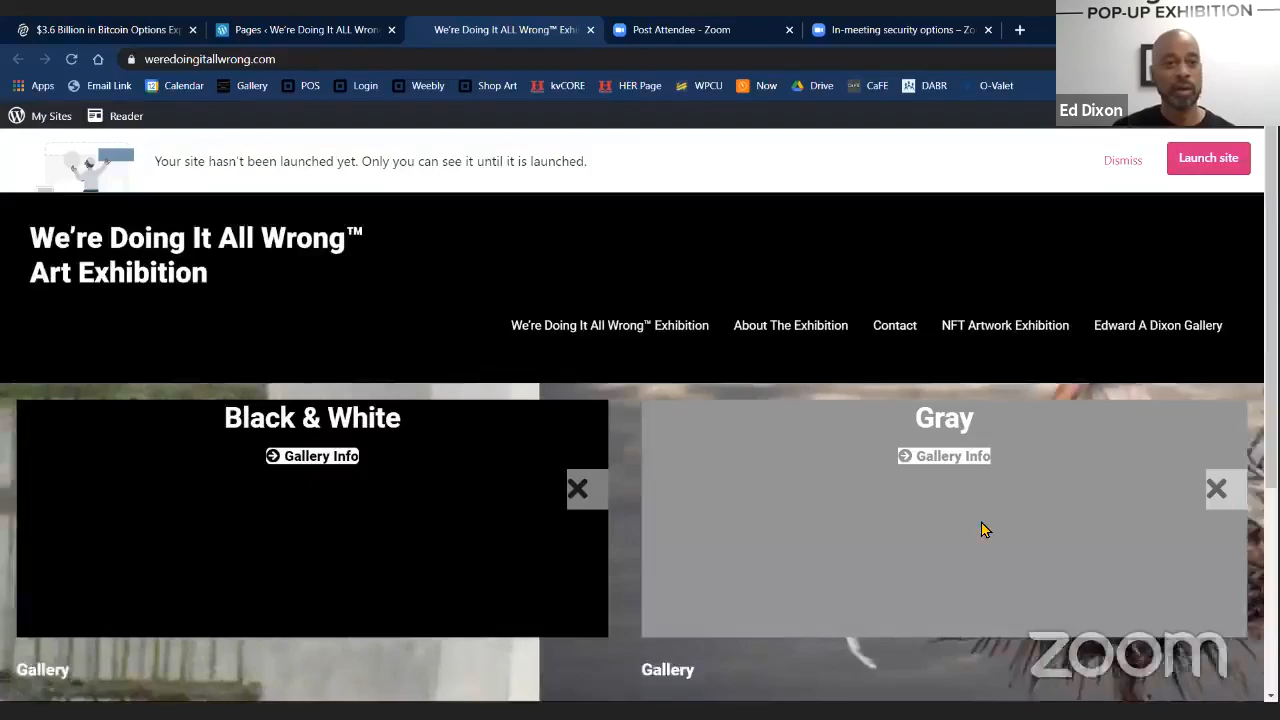 POP-UP EXHIBITION
$3.6 Billion in Bitcoin Options Exp
Pages ‹ We're Doing It ALL Wron
We're Doing It All Wrong™ Exhi
Post Attendee - Zoom
In-meeting security options – Zo
weredoingitallwrong.com
Apps
Email Link
Calendar
Gallery
POS
Login
Weebly
Shop Art
kvCORE
HER Page
WPCU
Now
Drive
CaFE
DABR
O-Valet
Ed Dixon
My Sites
Reader
Your site hasn't been launched yet. Only you can see it until it is launched.
Dismiss
Launch site
We're Doing It All Wrong™
Art Exhibition
We're Doing It All Wrong™ Exhibition
About The Exhibition
Contact
NFT Artwork Exhibition
Edward A Dixon Gallery
Black & White
Gallery Info
Gray
Gallery Info
Gallery
Gallery
zoom